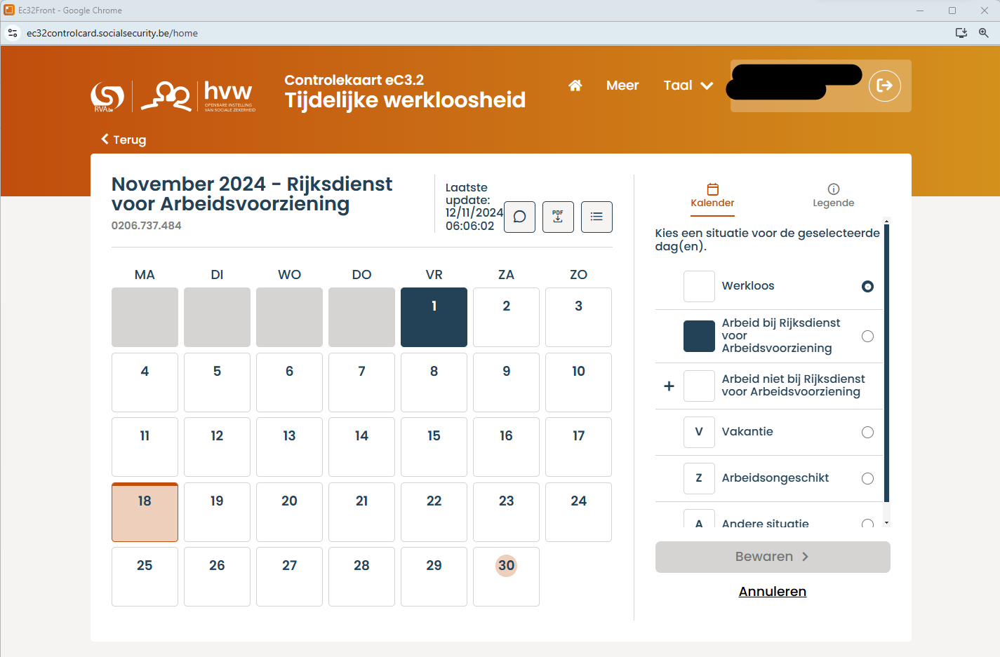 Ec32Front - Google Chrome
ec32controlcard.socialsecurity.be/home
RVA.be
hvw
OPENBARE INSTELLING
VAN SOCIALE ZEKERHEID
Controlekaart eC3.2
Tijdelijke werkloosheid
Meer
Taal
Terug
November 2024 - Rijksdienst
voor Arbeidsvoorziening
0206.737.484
Laatste
update:
12/11/2024
06:06:02
PDF
MA DI WO DO VR ZA ZO
1 2 3
4 5 6 7 8 9 10
11 12 13 14 15 16 17
18 19 20 21 22 23 24
25 26 27 28 29 30
Kalender
Legende
Kies een situatie voor de geselecteerde
dag(en).
Werkloos
Arbeid bij Rijksdienst
voor
Arbeidsvoorziening
+ Arbeid niet bij Rijksdienst
voor Arbeidsvoorziening
V Vakantie
Z Arbeidsongeschikt
A Andere situatie
Bewaren
Annuleren